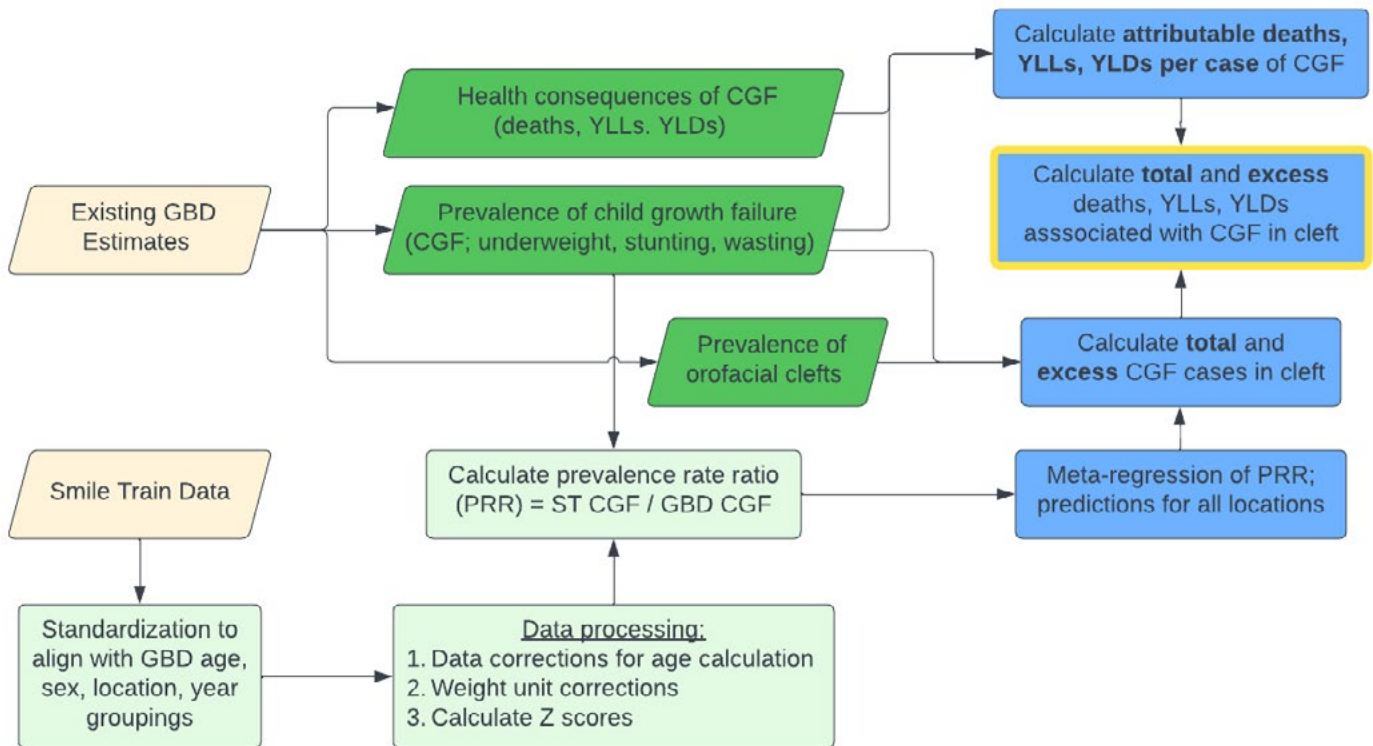 Calculate attributable deaths,
YLLs, YLDs per case of CGF
Health consequences of CGF
(deaths, YLLs. YLDs)
Calculate total and excess
deaths, YLLs, YLDs
asssociated with CGF in cleft
Existing GBD
Estimates
Prevalence of child growth failure
(CGF; underweight, stunting, wasting)
Prevalence of
orofacial clefts
Calculate total and
excess CGF cases in cleft
Smile Train Data
Calculate prevalence rate ratio
(PRR) = ST CGF / GBD CGF
Meta-regression of PRR;
predictions for all locations
Standardization to
align with GBD age,
sex, location, year
groupings
Data processing:
1. Data corrections for age calculation
2. Weight unit corrections
3. Calculate Z scores